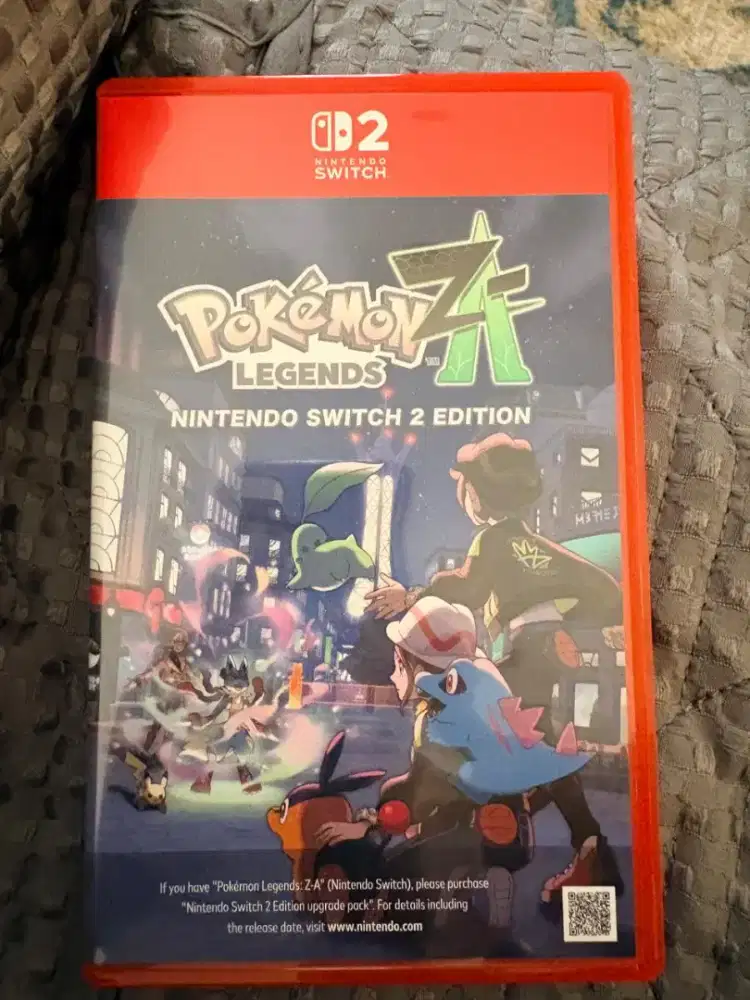 2
NINTENDO
SWITCH
POKéMON
LEGENDS
ZA
NINTENDO SWITCH 2 EDITION
If you have "Pokémon Legends: Z-A" (Nintendo Switch), please purchase
"Nintendo Switch 2 Edition upgrade pack". For details including
the release date, visit www.nintendo.com